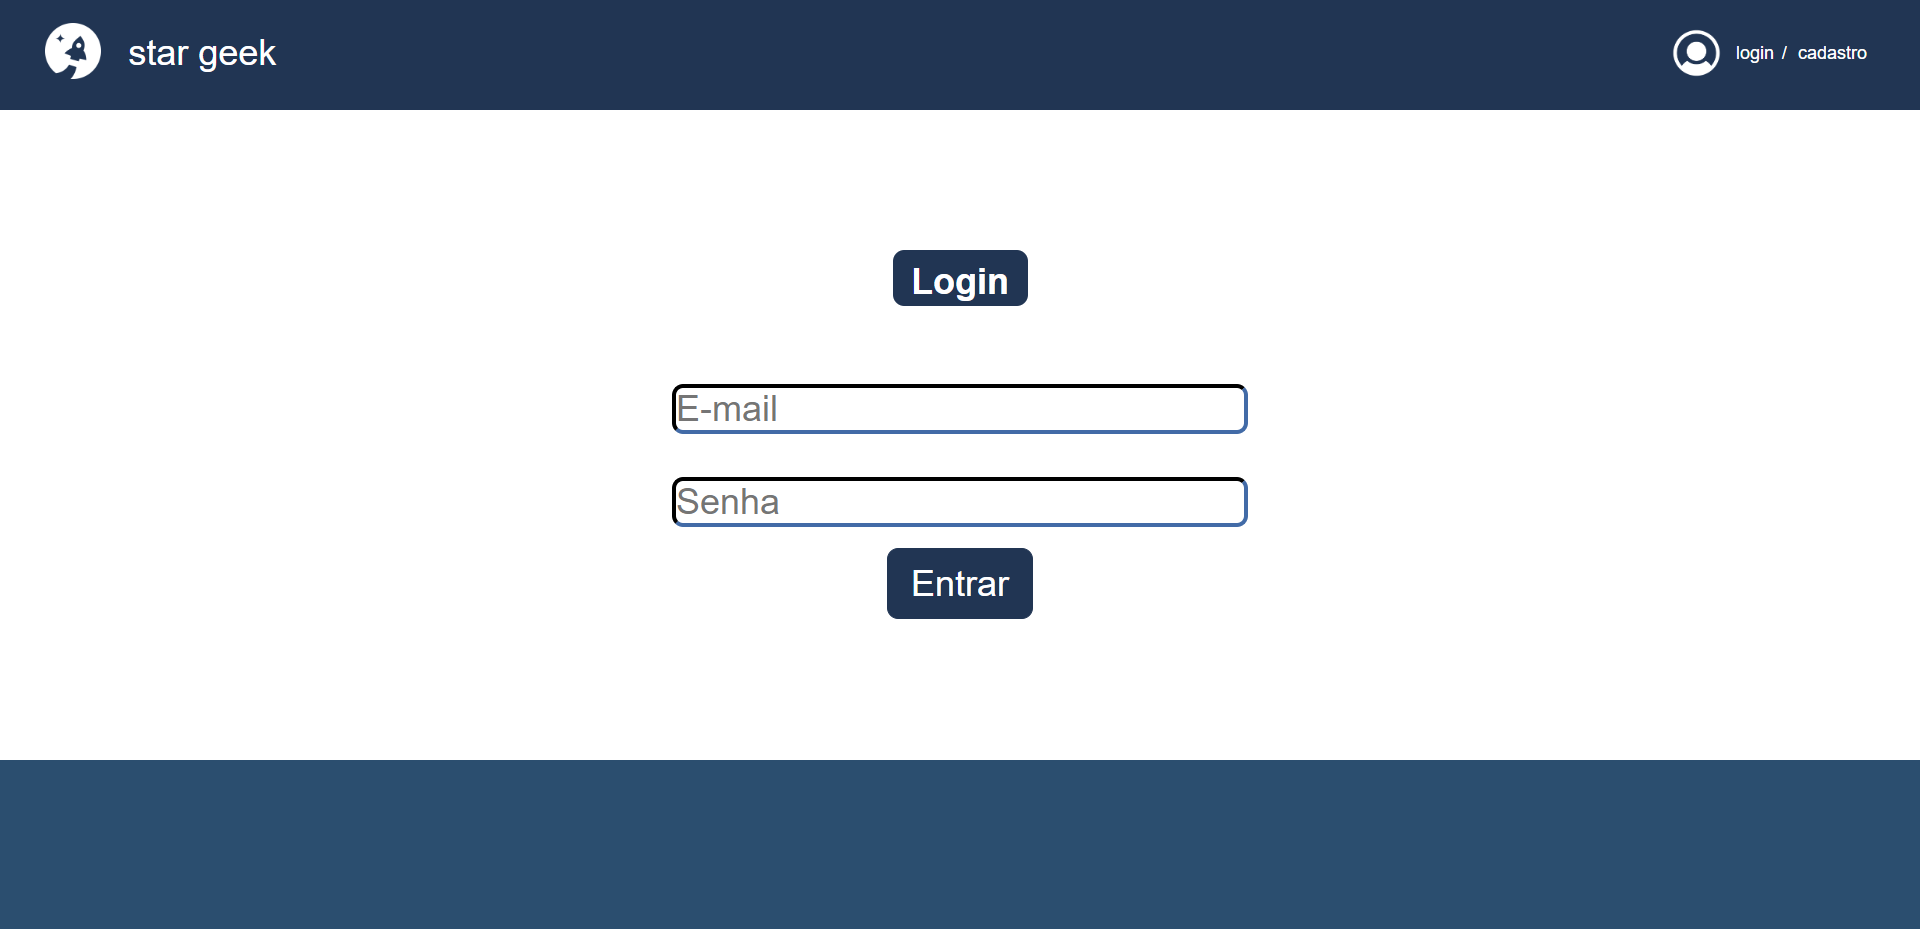 star geek
login / cadastro
Login
E-mail
Senha
Entrar